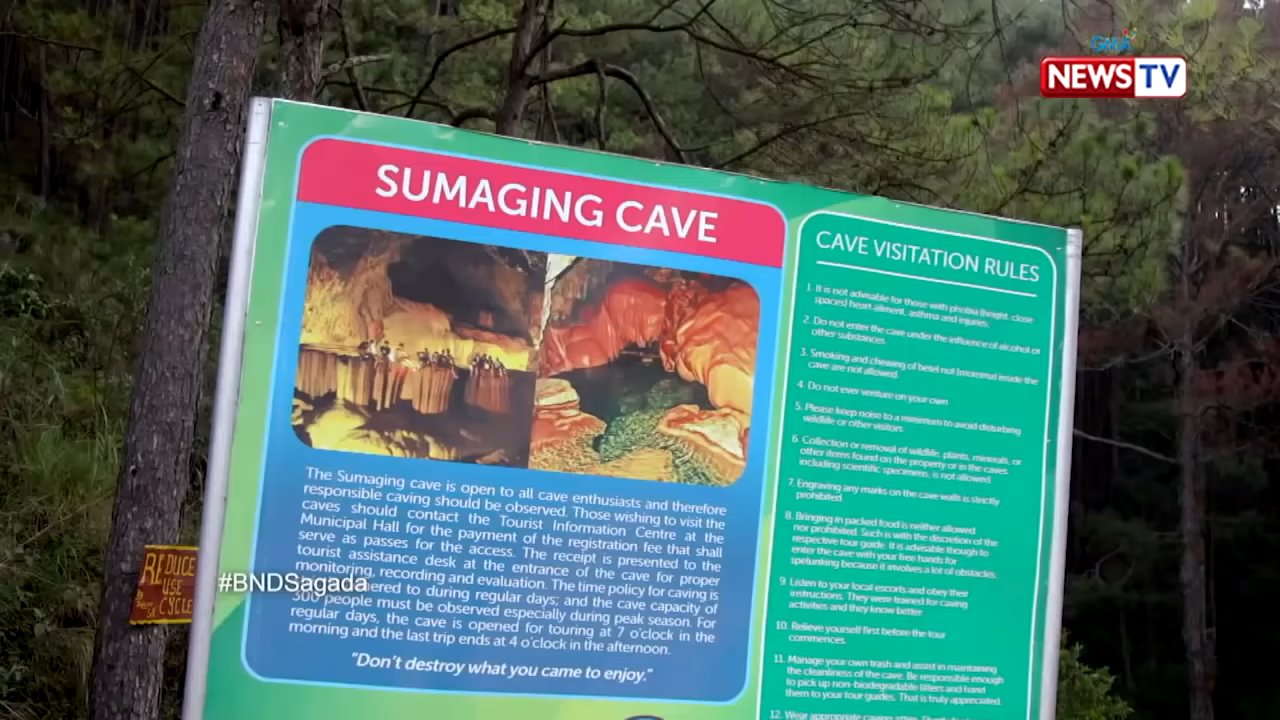 GMA
NEWS TV
SUMAGING CAVE
The Sumaging cave is open to all cave enthusiasts and therefore
responsible caving should be observed. Those wishing to visit the
caves should contact the Tourist Information Centre at the
Municipal Hall for the payment of the registration fee that shall
serve as passes for the access. The receipt is presented to the
tourist assistance desk at the entrance of the cave for proper
monitoring, recording and evaluation. The time policy for caving is
ered to during regular days; and the cave capacity of
300 people must be observed especially during peak season. For
regular days, the cave is opened for touring at 7 o'clock in the
morning and the last trip ends at 4 o'clock in the afternoon.
"Don't destroy what you came to enjoy."
CAVE VISITATION RULES
1. It is not advisable for those with phobia (height, close
spaces) heart ailment, asthma and injuries.
2. Do not enter the cave under the influence of alcohol or
other substances.
3. Smoking and chewing of betel nut (momma) inside the
cave are not allowed.
4. Do not ever venture on your own.
5. Please keep noise to a minimum to avoid disturbing
wildlife or other visitors.
6. Collection or removal of wildlife, plants, minerals, or
other items found on the property or in the caves,
including scientific specimens, is not allowed.
7. Engraving any marks on the cave walls is strictly
prohibited.
8. Bringing in packed food is neither allowed
nor prohibited. Such is with the discretion of the
respective tour guide. It is advisable though to
enter the cave with your free hands for
spelunking because it involves a lot of obstacles.
9. Listen to your local escorts and obey their
instructions. They were trained for caving
activities and they know better.
10. Relieve yourself first before the tour
commences.
11. Manage your own trash and assist in maintaining
the cleanliness of the cave. Be responsible enough
to pick up non-biodegradable litters and hand
them to your tour guides. That is truly appreciated.
12. Wear appropriate caving
REDUCE
USE
CYCLE
#BNDSagada